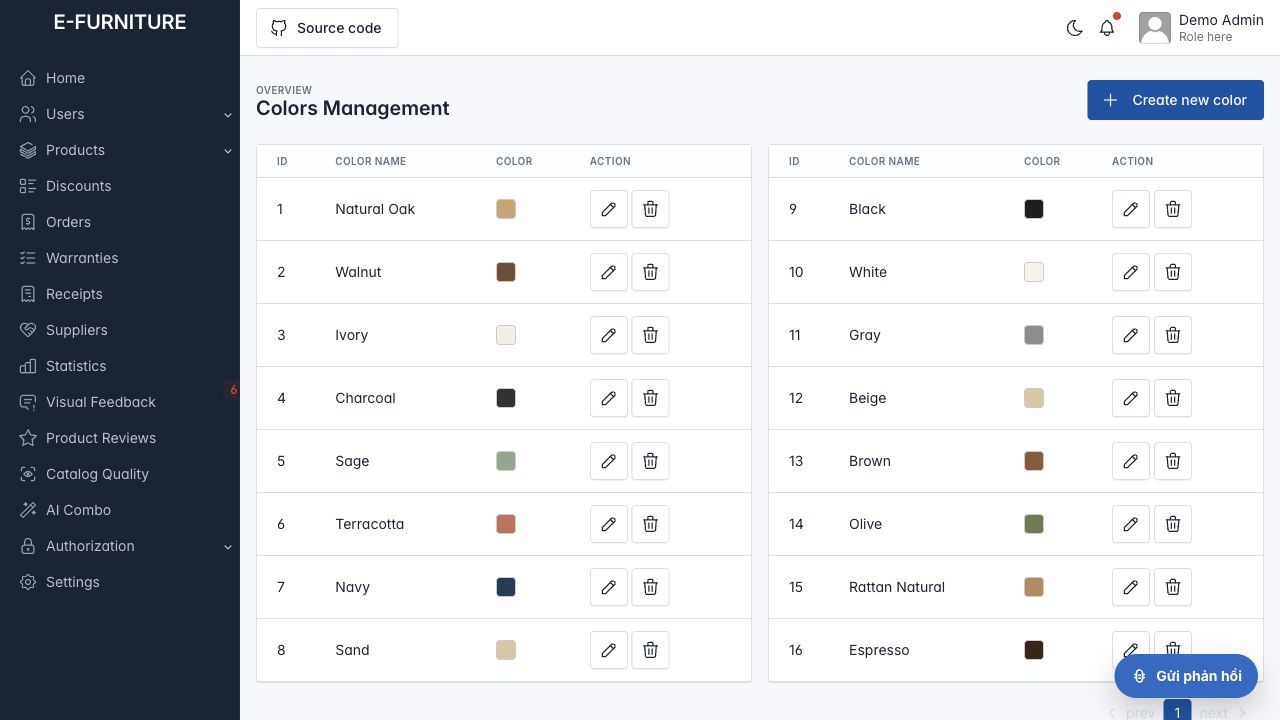 E-FURNITURE
Home
Users
Products
Discounts
Orders
Warranties
Receipts
Suppliers
Statistics
Visual Feedback
6
Product Reviews
Catalog Quality
AI Combo
Authorization
Settings
Source code
Demo Admin
Role here
OVERVIEW
Colors Management
Create new color
ID COLOR NAME COLOR ACTION
1 Natural Oak
2 Walnut
3 Ivory
4 Charcoal
5 Sage
6 Terracotta
7 Navy
8 Sand
ID COLOR NAME COLOR ACTION
9 Black
10 White
11 Gray
12 Beige
13 Brown
14 Olive
15 Rattan Natural
16 Espresso
Gửi phản hồi
prev 1 next